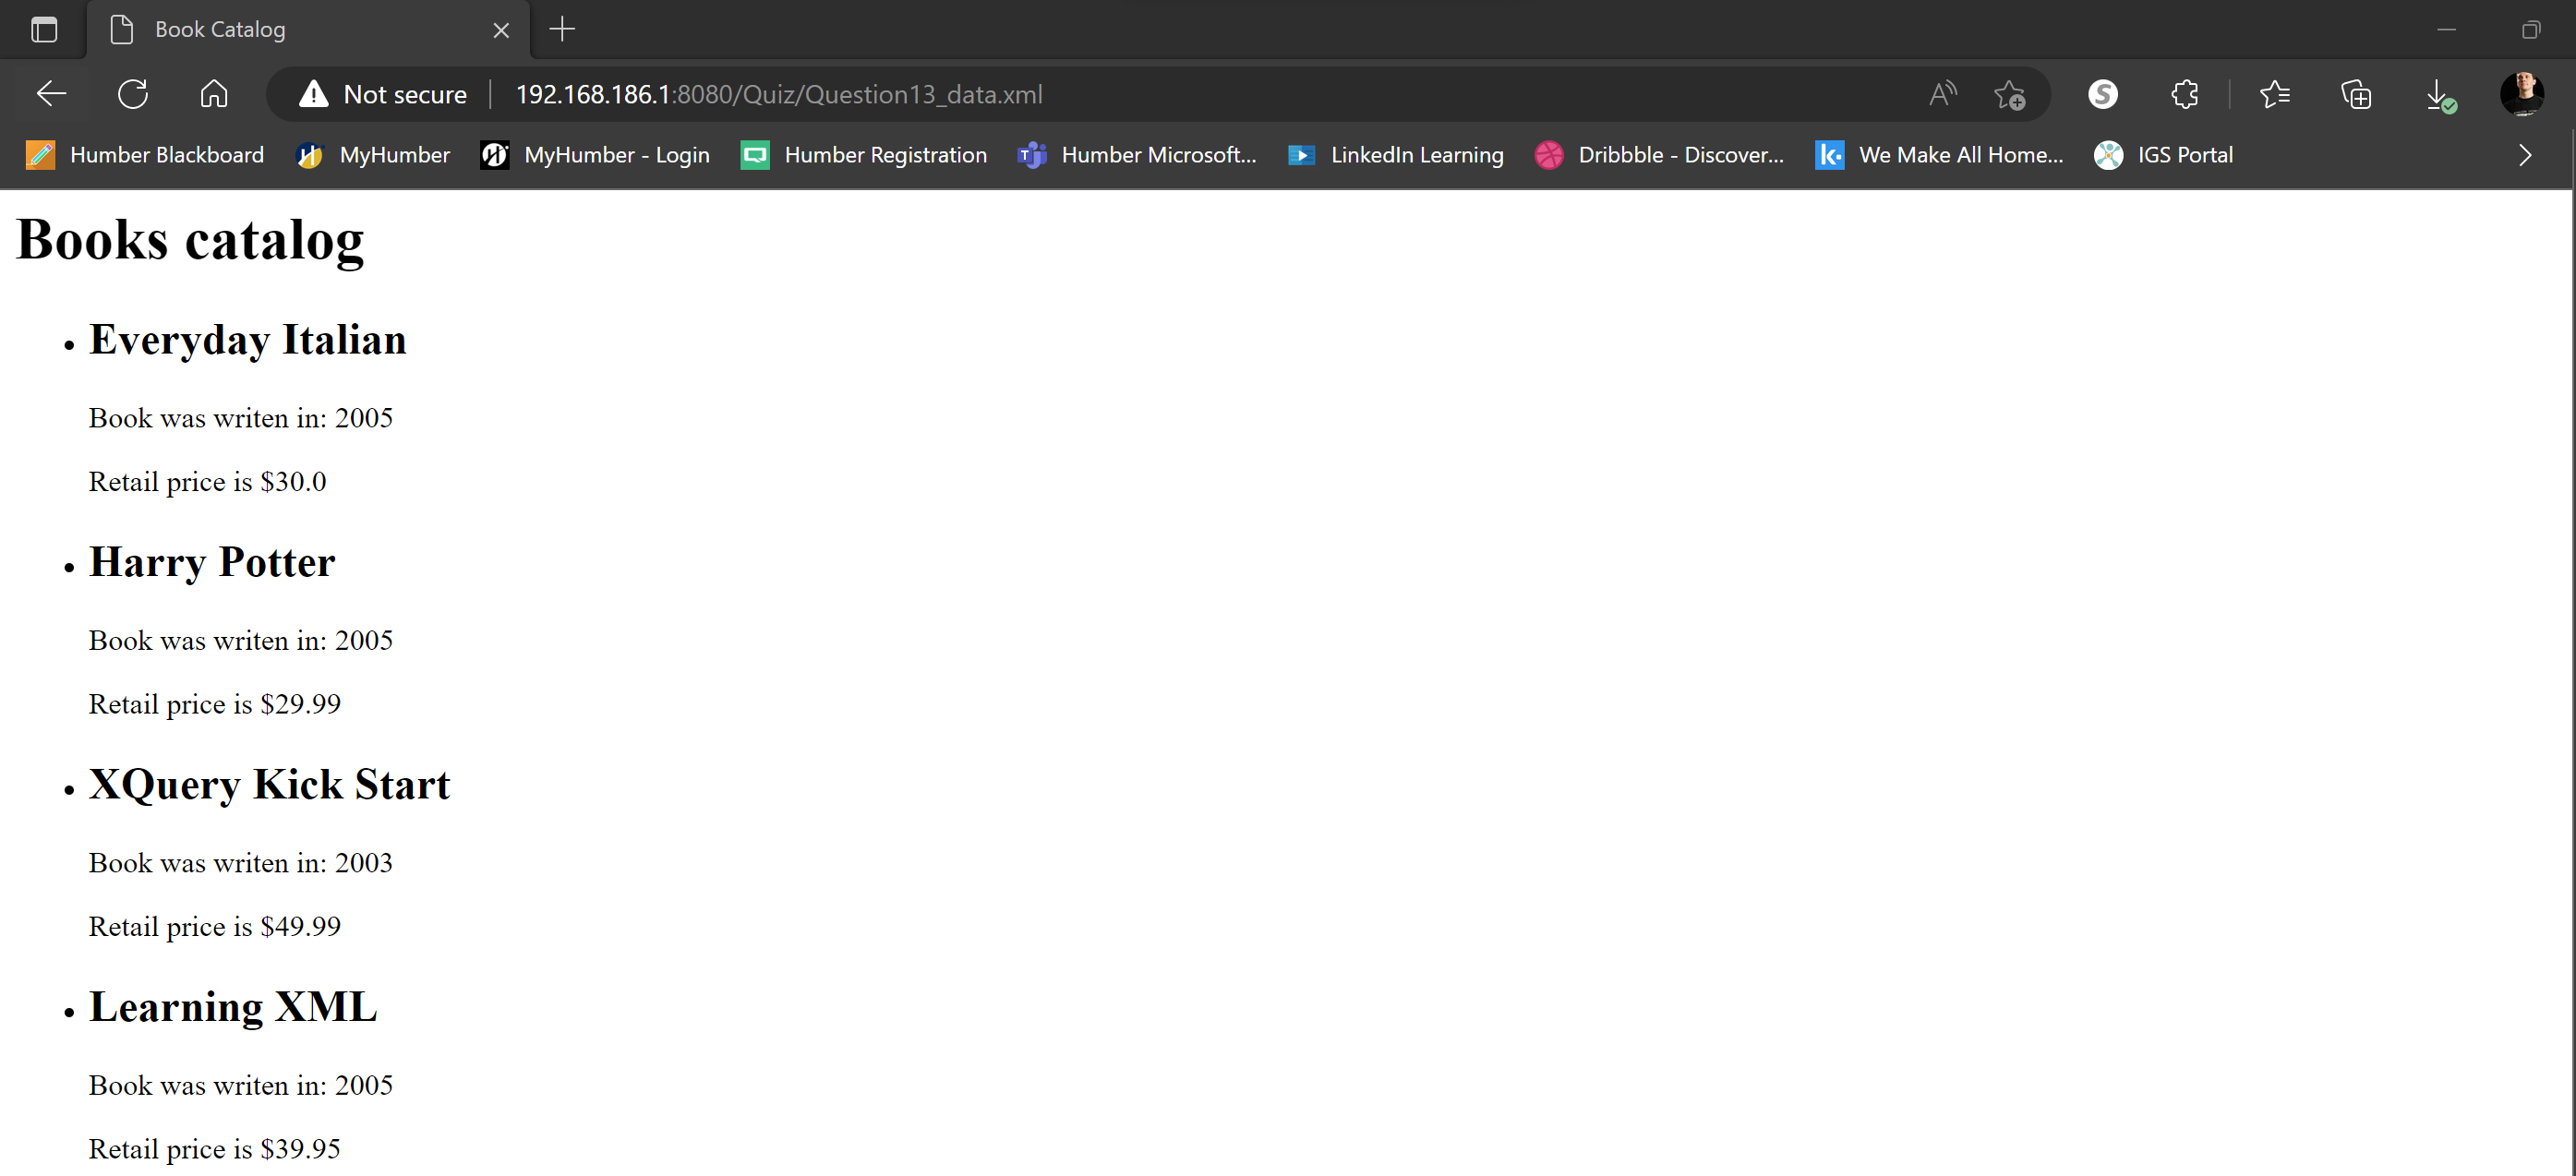 Book Catalog
Not secure 192.168.186.1:8080/Quiz/Question13_data.xml
Humber Blackboard MyHumber MyHumber - Login Humber Registration Humber Microsoft... LinkedIn Learning Dribbble - Discover... We Make All Home... IGS Portal
Books catalog
Everyday Italian
Book was writen in: 2005
Retail price is $30.0
Harry Potter
Book was writen in: 2005
Retail price is $29.99
XQuery Kick Start
Book was writen in: 2003
Retail price is $49.99
Learning XML
Book was writen in: 2005
Retail price is $39.95